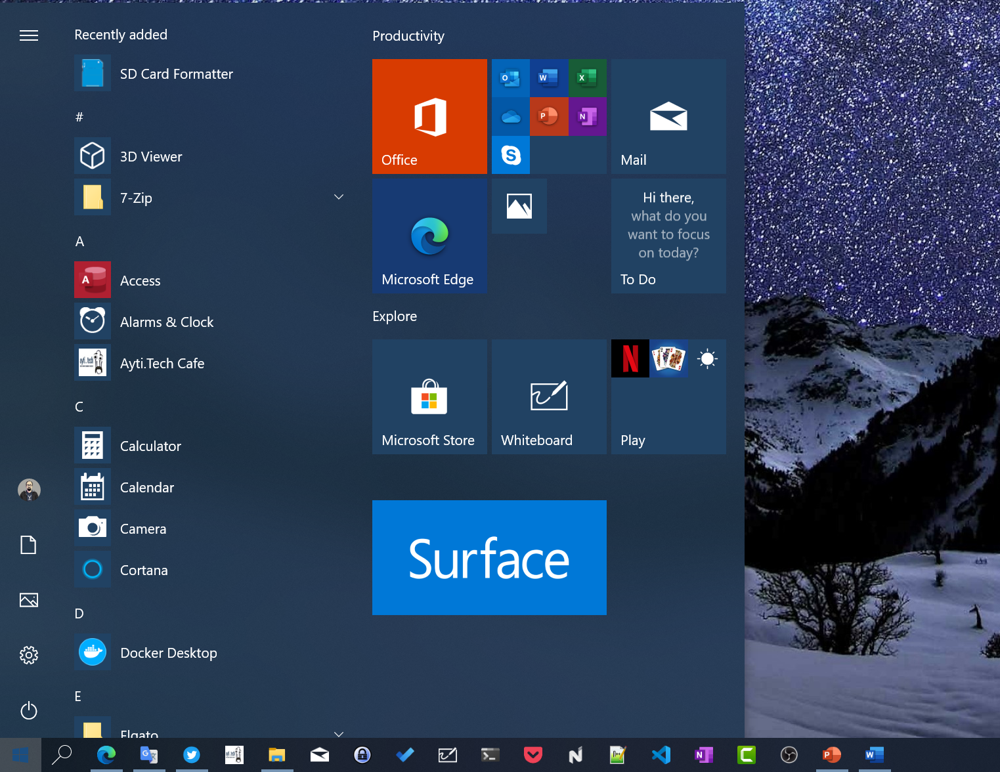 Recently added
SD Card Formatter
#
3D Viewer
7-Zip
A
A
Access
Alarms & Clock
ayti.tech
Ayti.Tech Cafe
C
Calculator
Calendar
Camera
Cortana
D
Docker Desktop
E
Elgato
Productivity
Office
O
W
X
P
N
S
Mail
Microsoft Edge
Hi there,
what do you
want to focus
on today?
To Do
Explore
Microsoft Store
Whiteboard
N
Play
Surface
G
N
C
P
W